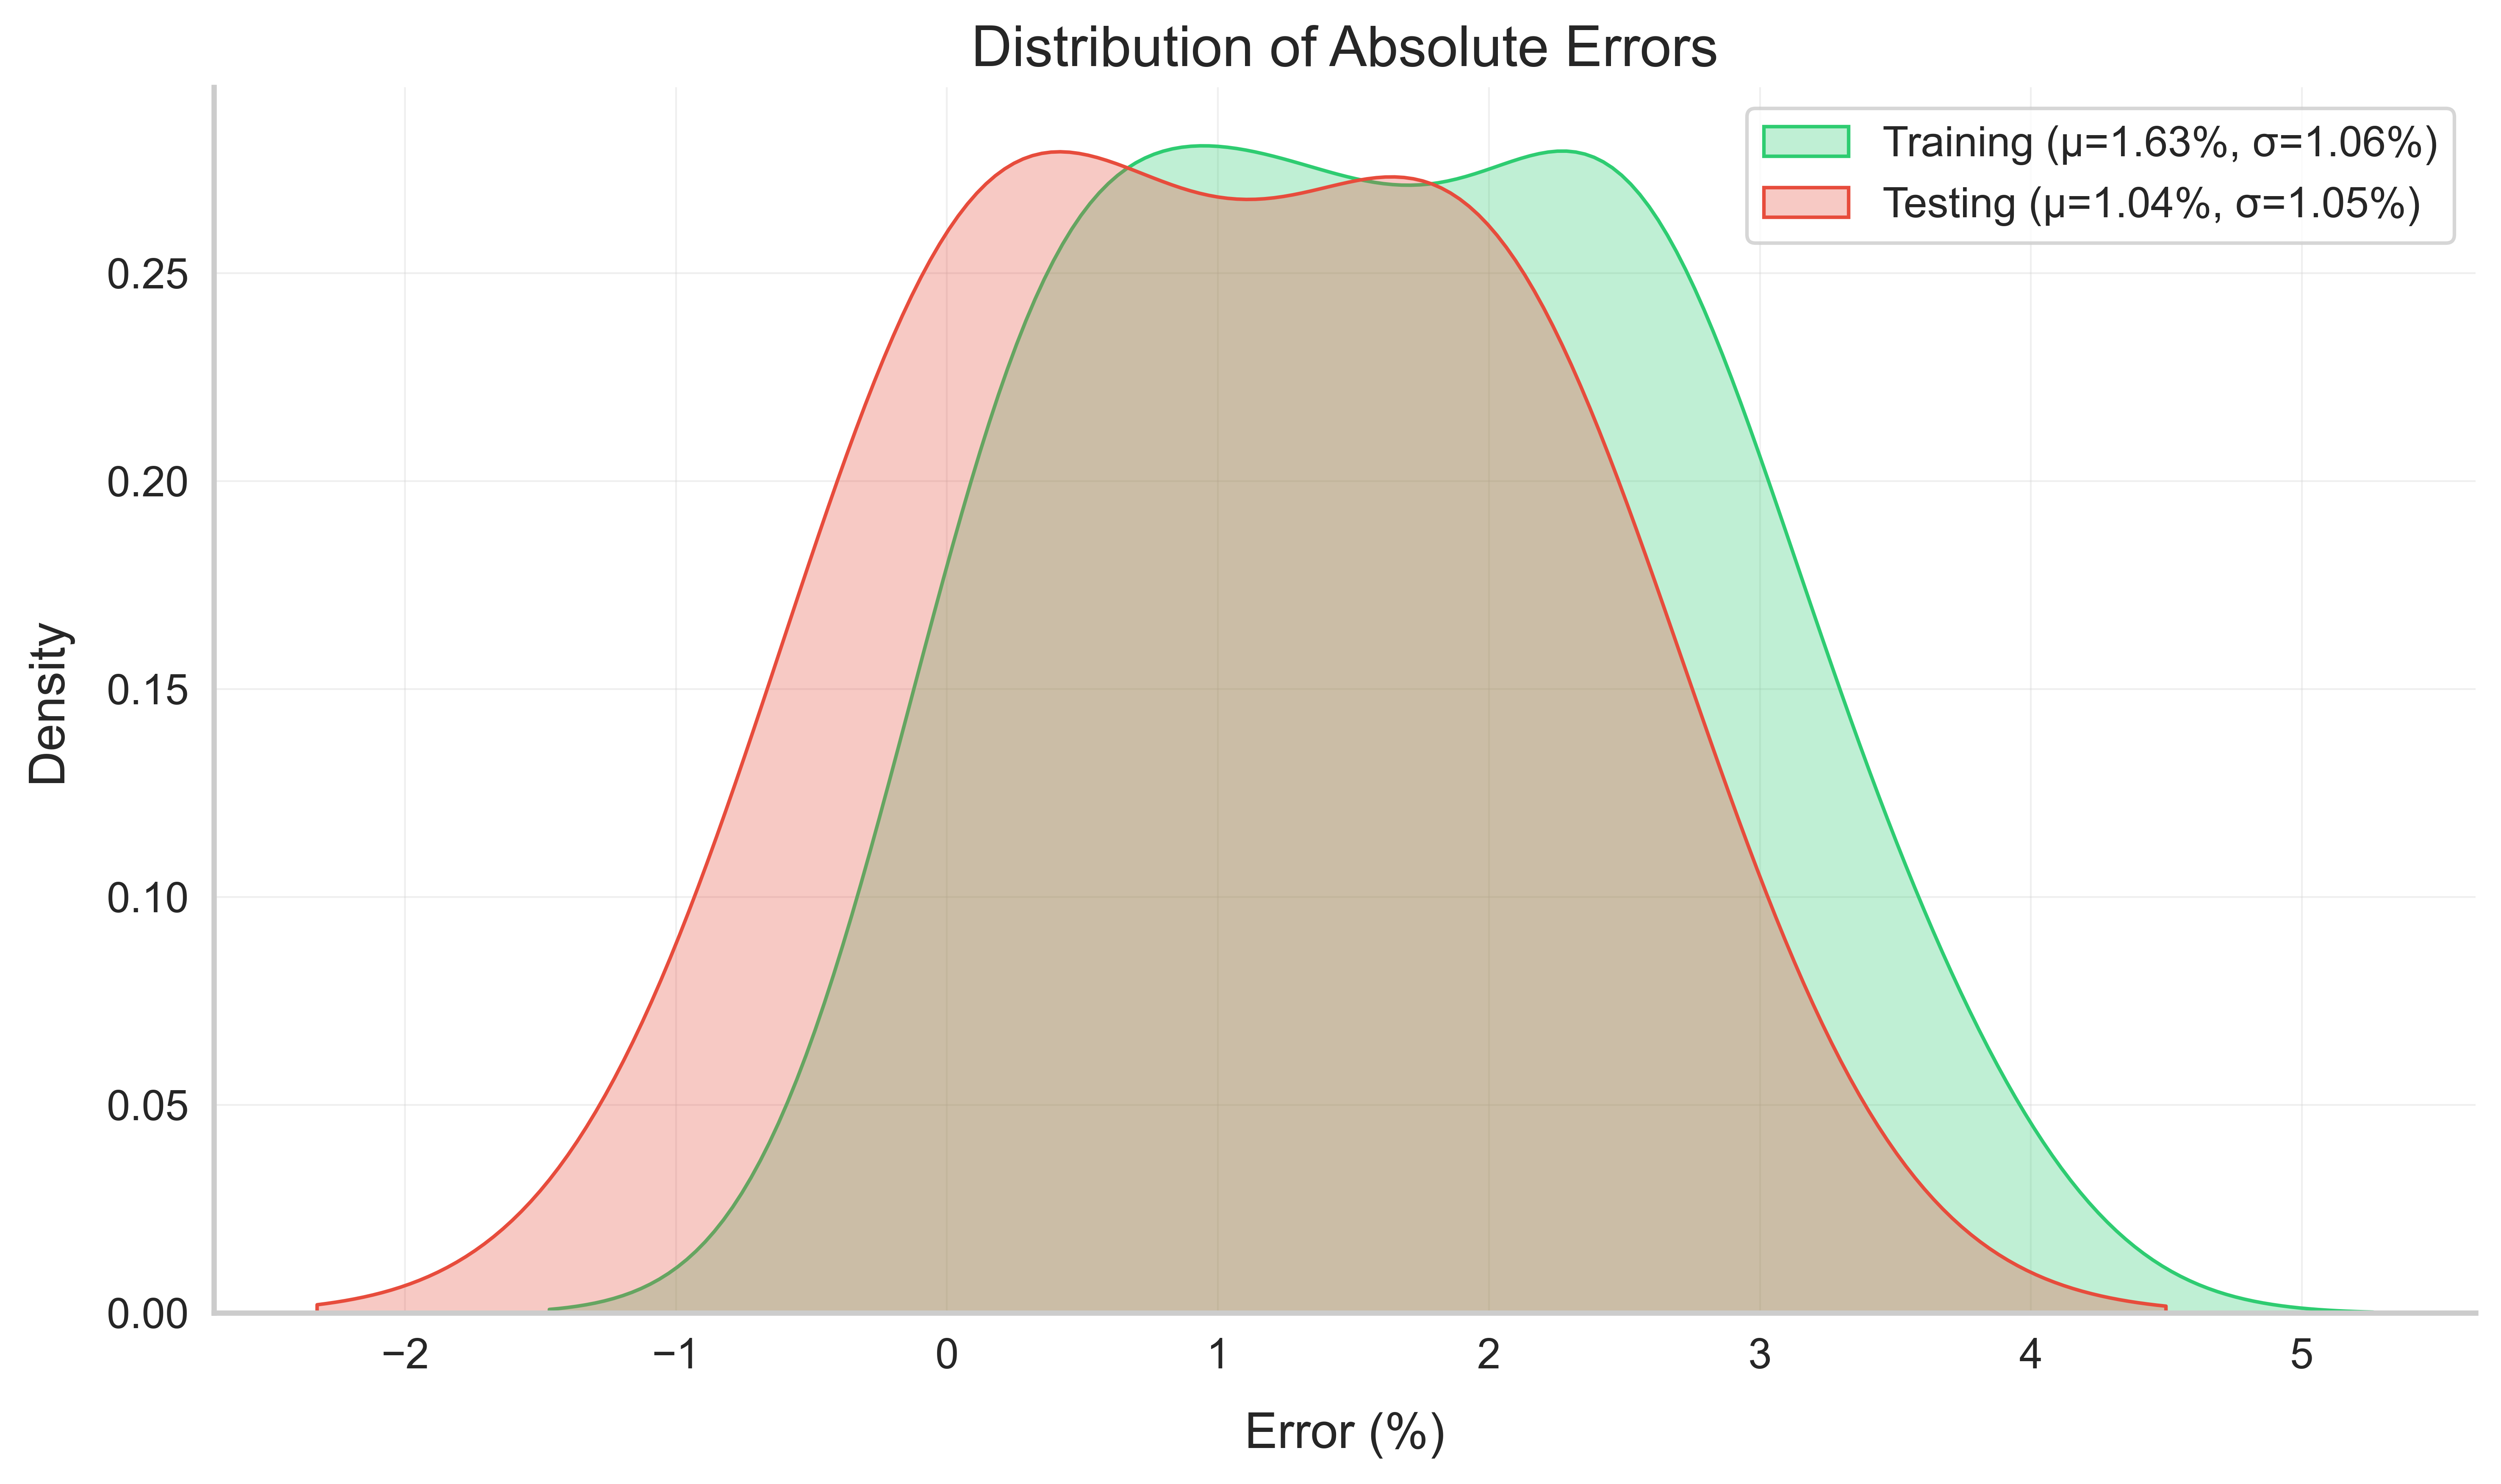 Distribution of Absolute Errors
Training (μ=1.63%, σ=1.06%)
Testing (μ=1.04%, σ=1.05%)
Density
0.25
0.20
0.15
0.10
0.05
0.00
−2
−1
0
1
2
3
4
5
Error (%)